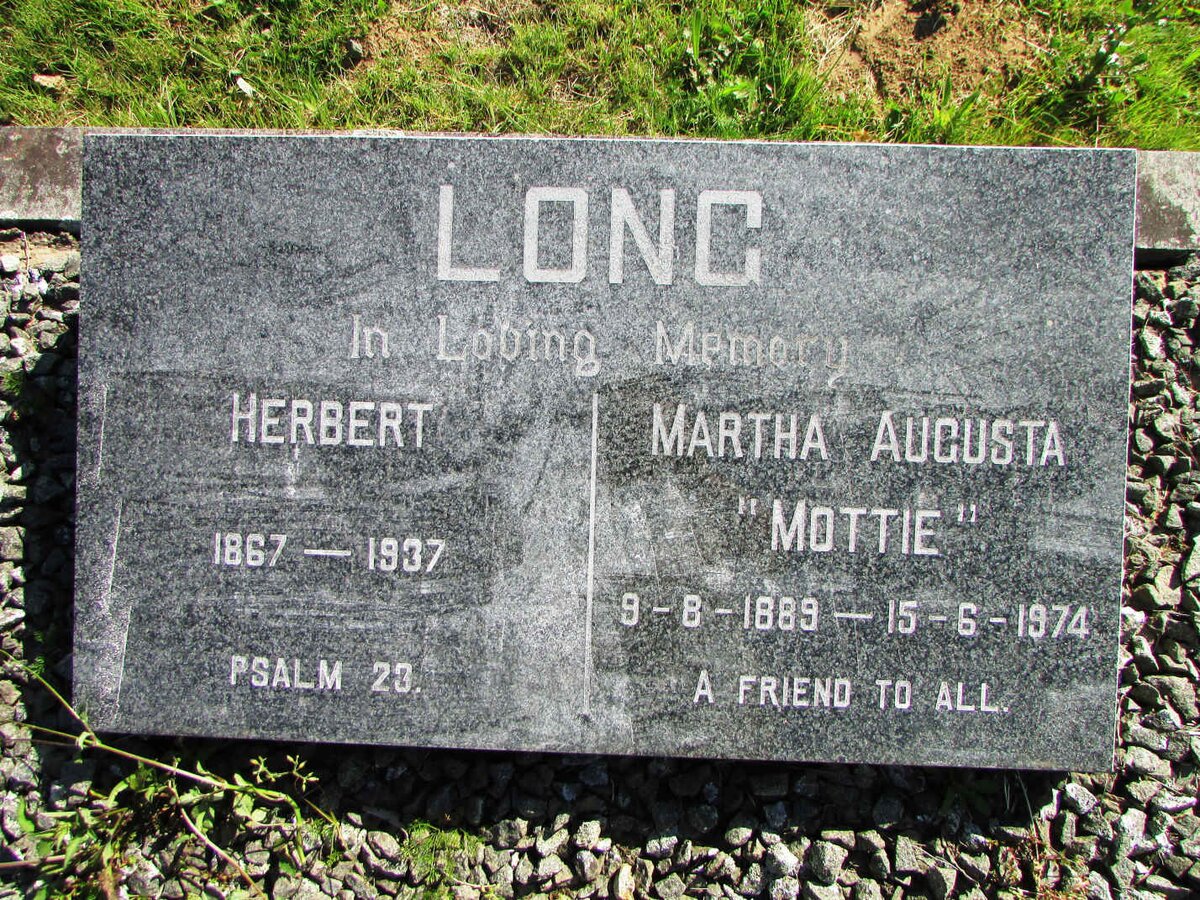 LONG
In Loving Memory
HERBERT
1867 — 1937
PSALM 23.
MARTHA AUGUSTA
"MOTTIE"
9-8-1889 — 15-6-1974
A FRIEND TO ALL.